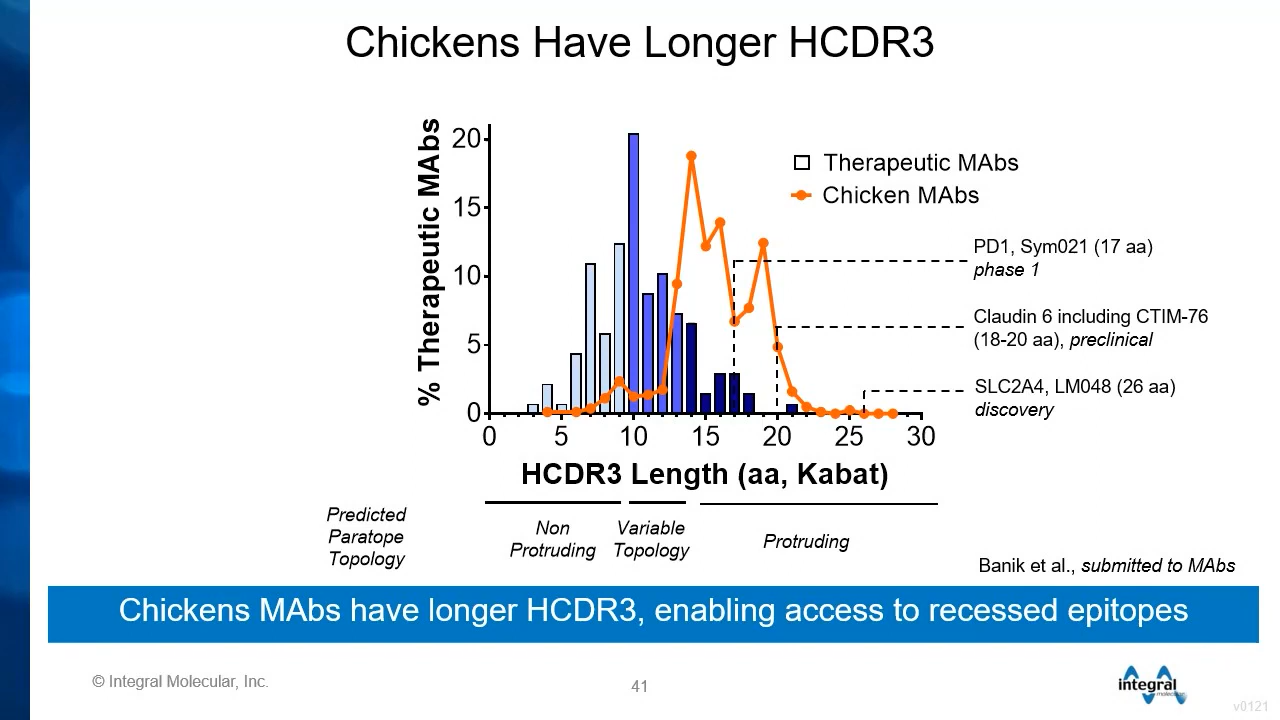 Chickens Have Longer HCDR3
% Therapeutic MAbs
20
15
10
5
0
Therapeutic MAbs
Chicken MAbs
PD1, Sym021 (17 aa)
phase 1
Claudin 6 including CTIM-76
(18-20 aa), preclinical
SLC2A4, LM048 (26 aa)
discovery
0 5 10 15 20 25 30
HCDR3 Length (aa, Kabat)
Predicted
Paratope
Topology
Non
Protruding
Variable
Topology
Protruding
Banik et al., submitted to MAbs
Chickens MAbs have longer HCDR3, enabling access to recessed epitopes
© Integral Molecular, Inc.
41
integral
molecular
v0121